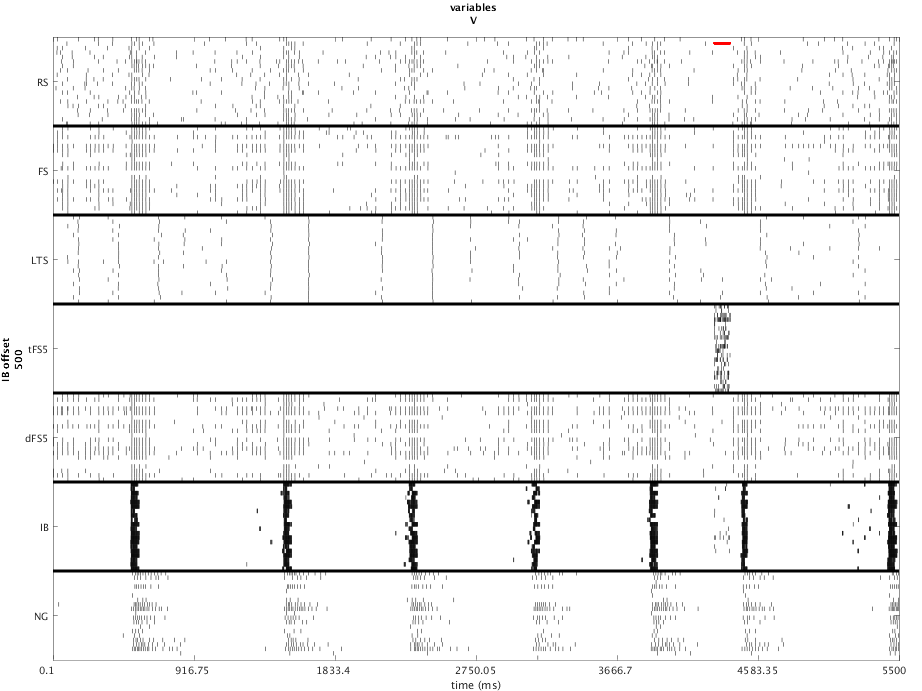 variables
V
RS
FS
LTS
IB offset
500
tFS5
dFS5
IB
NG
0.1 916.75 1833.4 2750.05 3666.7 4583.35 5500
time (ms)